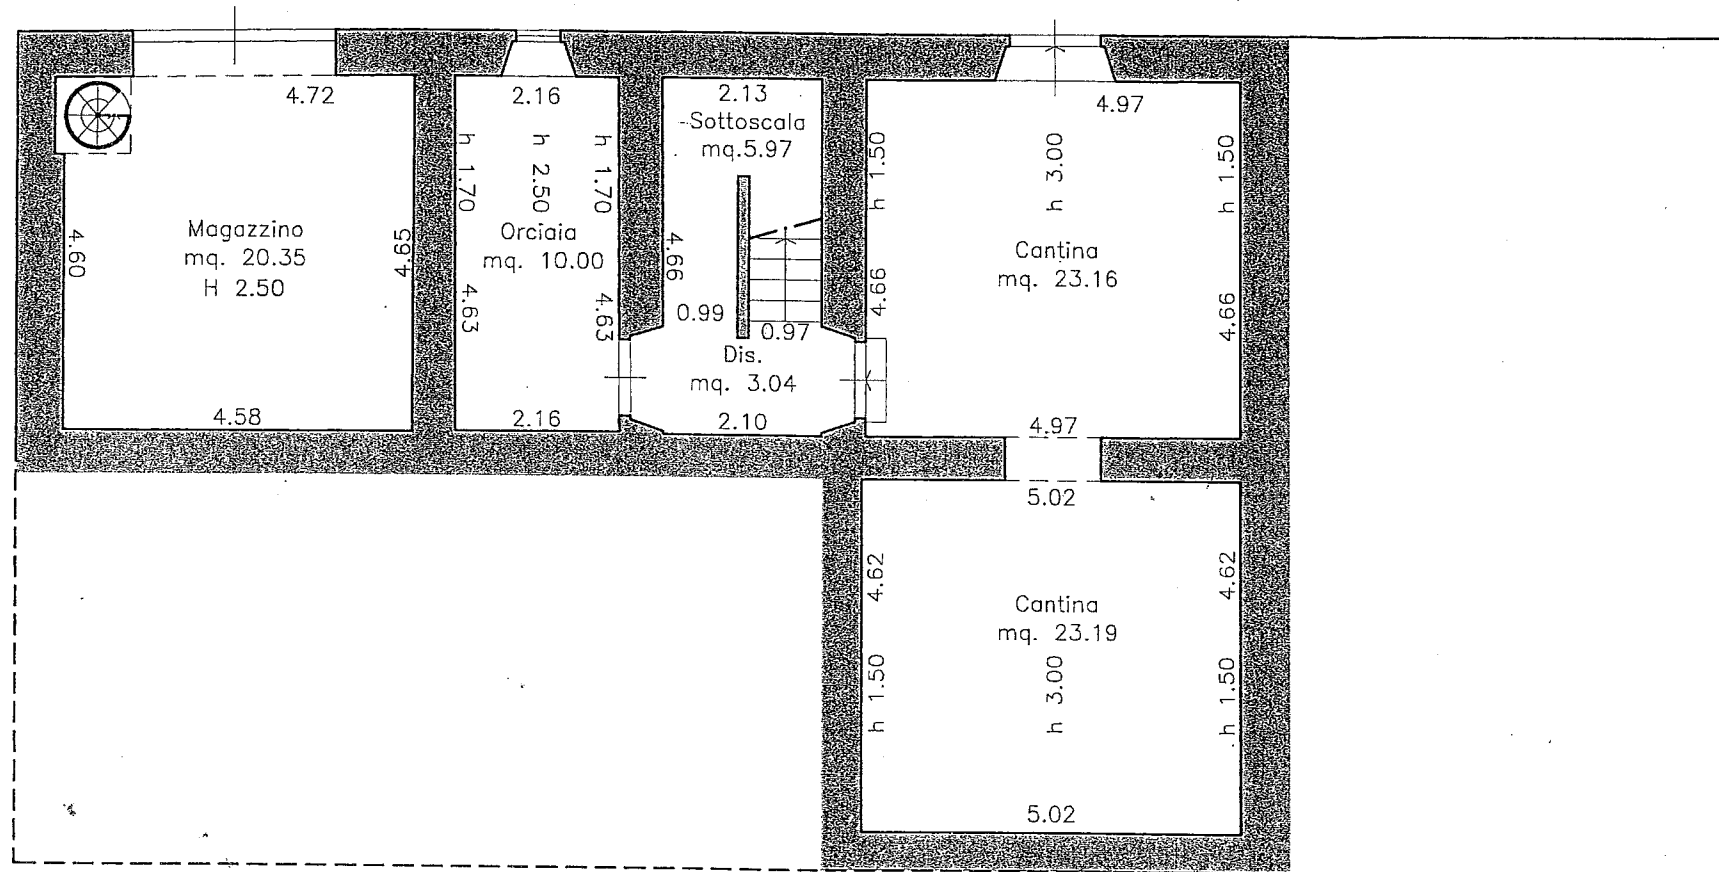 4.72
Magazzino
mq. 20.35
H 2.50
4.60
4.65
4.58
2.16
h 1.70
h 2.50
h 1.70
Orciaia
mq. 10.00
4.63
4.63
2.16
2.13
Sottoscala
mq.5.97
4.66
0.99
0.97
Dis.
mq. 3.04
2.10
4.97
h 1.50
h 3.00
h 1.50
Cantina
mq. 23.16
4.66
4.66
4.97
5.02
4.62
4.62
Cantina
mq. 23.19
h 1.50
h 3.00
h 1.50
5.02